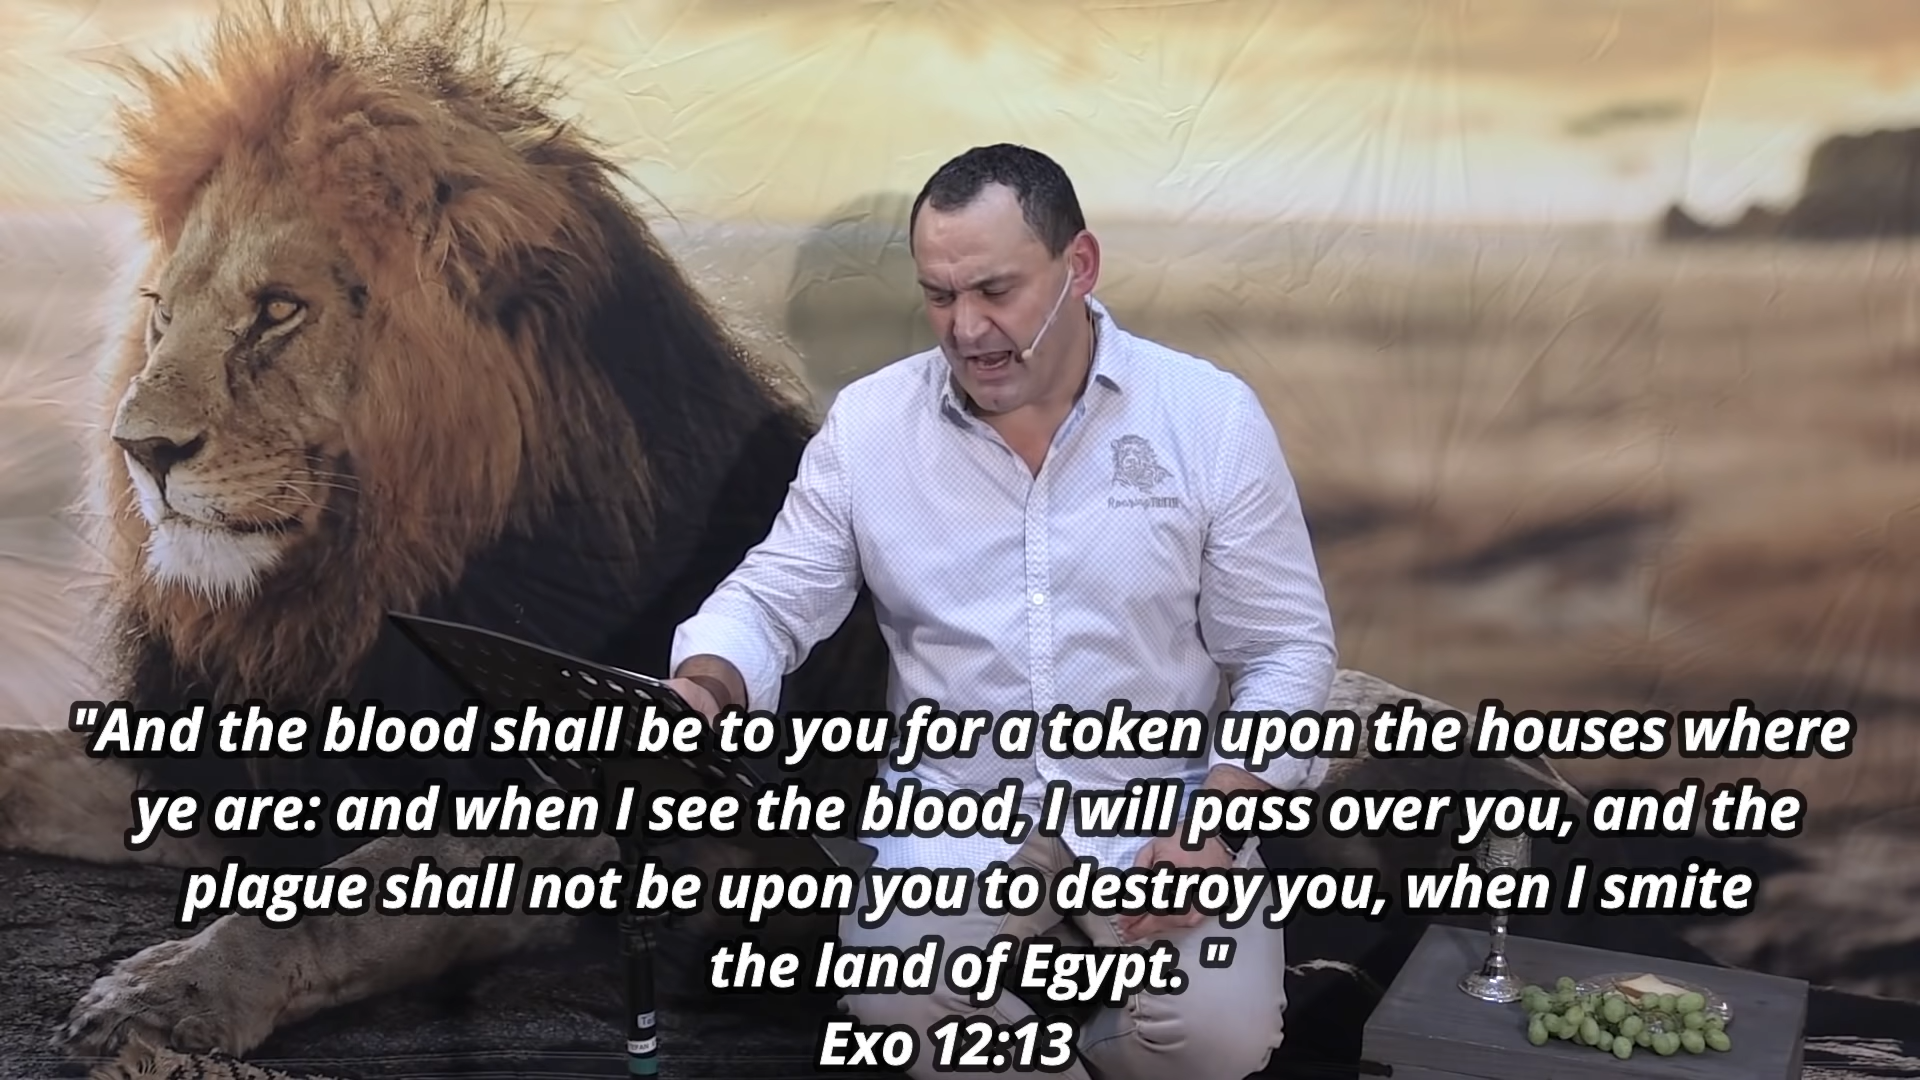 Roaring TRUTH
"And the blood shall be to you for a token upon the houses where
ye are: and when I see the blood, I will pass over you, and the
plague shall not be upon you to destroy you, when I smite
the land of Egypt. "
Exo 12:13